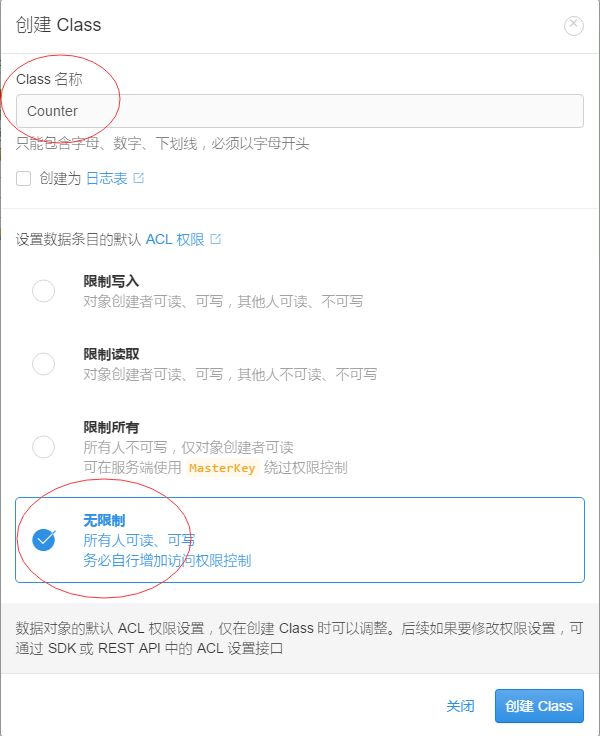 创建 Class
Class 名称
Counter
只能包含字母、数字、下划线，必须以字母开头
创建为 日志表
设置数据条目的默认 ACL 权限
限制写入
对象创建者可读、可写，其他人可读、不可写
限制读取
对象创建者可读、可写，其他人不可读、不可写
限制所有
所有人不可写，仅对象创建者可读
可在服务端使用 MasterKey 绕过权限控制
无限制
所有人可读、可写
务必自行增加访问权限控制
数据对象的默认 ACL 权限设置，仅在创建 Class 时可以调整。后续如果要修改权限设置，可
通过 SDK 或 REST API 中的 ACL 设置接口
关闭
创建 Class